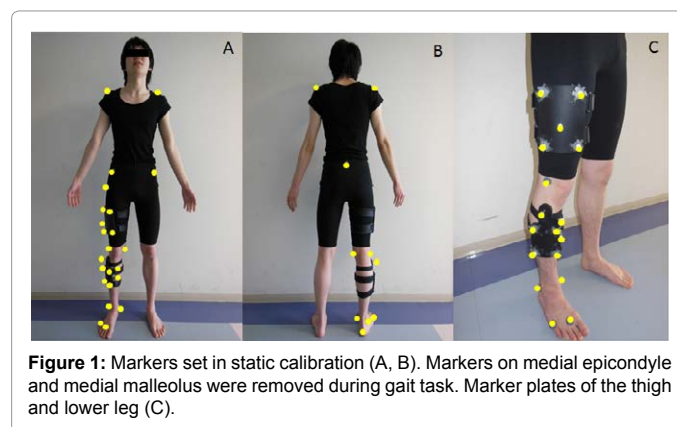 A
B
C
Figure 1: Markers set in static calibration (A, B). Markers on medial epicondyle
and medial malleolus were removed during gait task. Marker plates of the thigh
and lower leg (C).